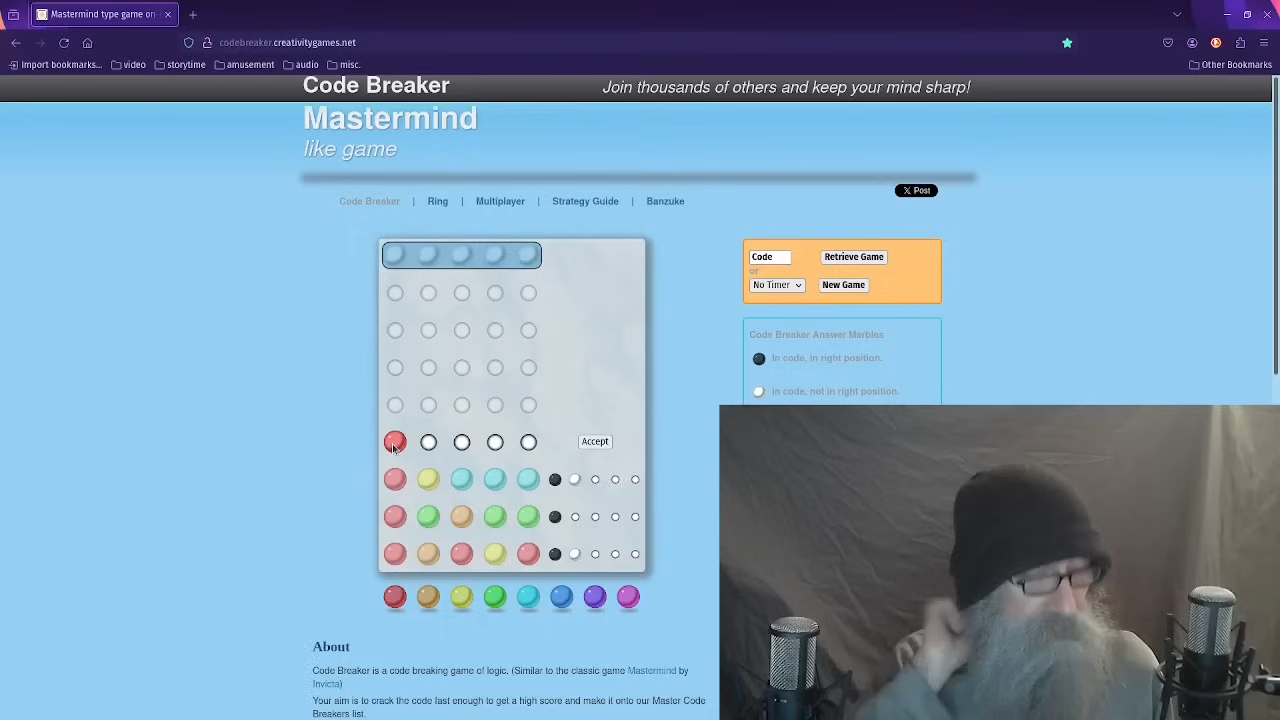 Mastermind type game on-
Import bookmarks...
video
storytime
amusement
audio
misc.
Other Bookmarks
codebreaker.creativitygames.net
Code Breaker
Join thousands of others and keep your mind sharp!
Mastermind
like game
Post
Code Breaker | Ring | Multiplayer | Strategy Guide | Banzuke
Code
Retrieve Game
or
No Timer
New Game
Code Breaker Answer Marbles
In code, in right position.
in code, not in right position.
Accept
About
Code Breaker is a code breaking game of logic. (Similar to the classic game Mastermind by
Invicta)
Your aim is to crack the code fast enough to get a high score and make it onto our Master Code
Breakers list.